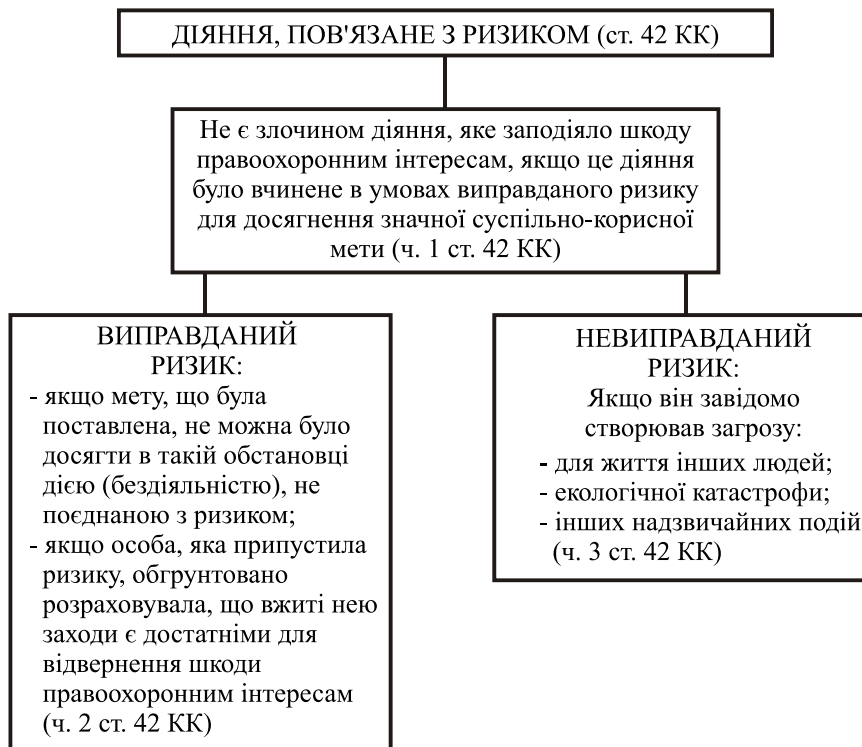 ДІЯННЯ, ПОВ'ЯЗАНЕ З РИЗИКОМ (ст. 42 КК)
Не є злочином діяння, яке заподіяло шкоду
правоохоронним інтересам, якщо це діяння
було вчинене в умовах виправданого ризику
для досягнення значної суспільно-корисної
мети (ч. 1 ст. 42 КК)
ВИПРАВДАНИЙ
РИЗИК:
- якщо мету, що була
поставлена, не можна було
досягти в такій обстановці
дією (бездіяльністю), не
поєднаною з ризиком;
- якщо особа, яка припустила
ризику, обгрунтовано
розраховувала, що вжиті нею
заходи є достатніми для
відвернення шкоди
правоохоронним інтересам
(ч. 2 ст. 42 КК)
НЕВИПРАВДАНИЙ
РИЗИК:
Якщо він завідомо
створював загрозу:
- для життя інших людей;
- екологічної катастрофи;
- інших надзвичайних подій
(ч. 3 ст. 42 КК)